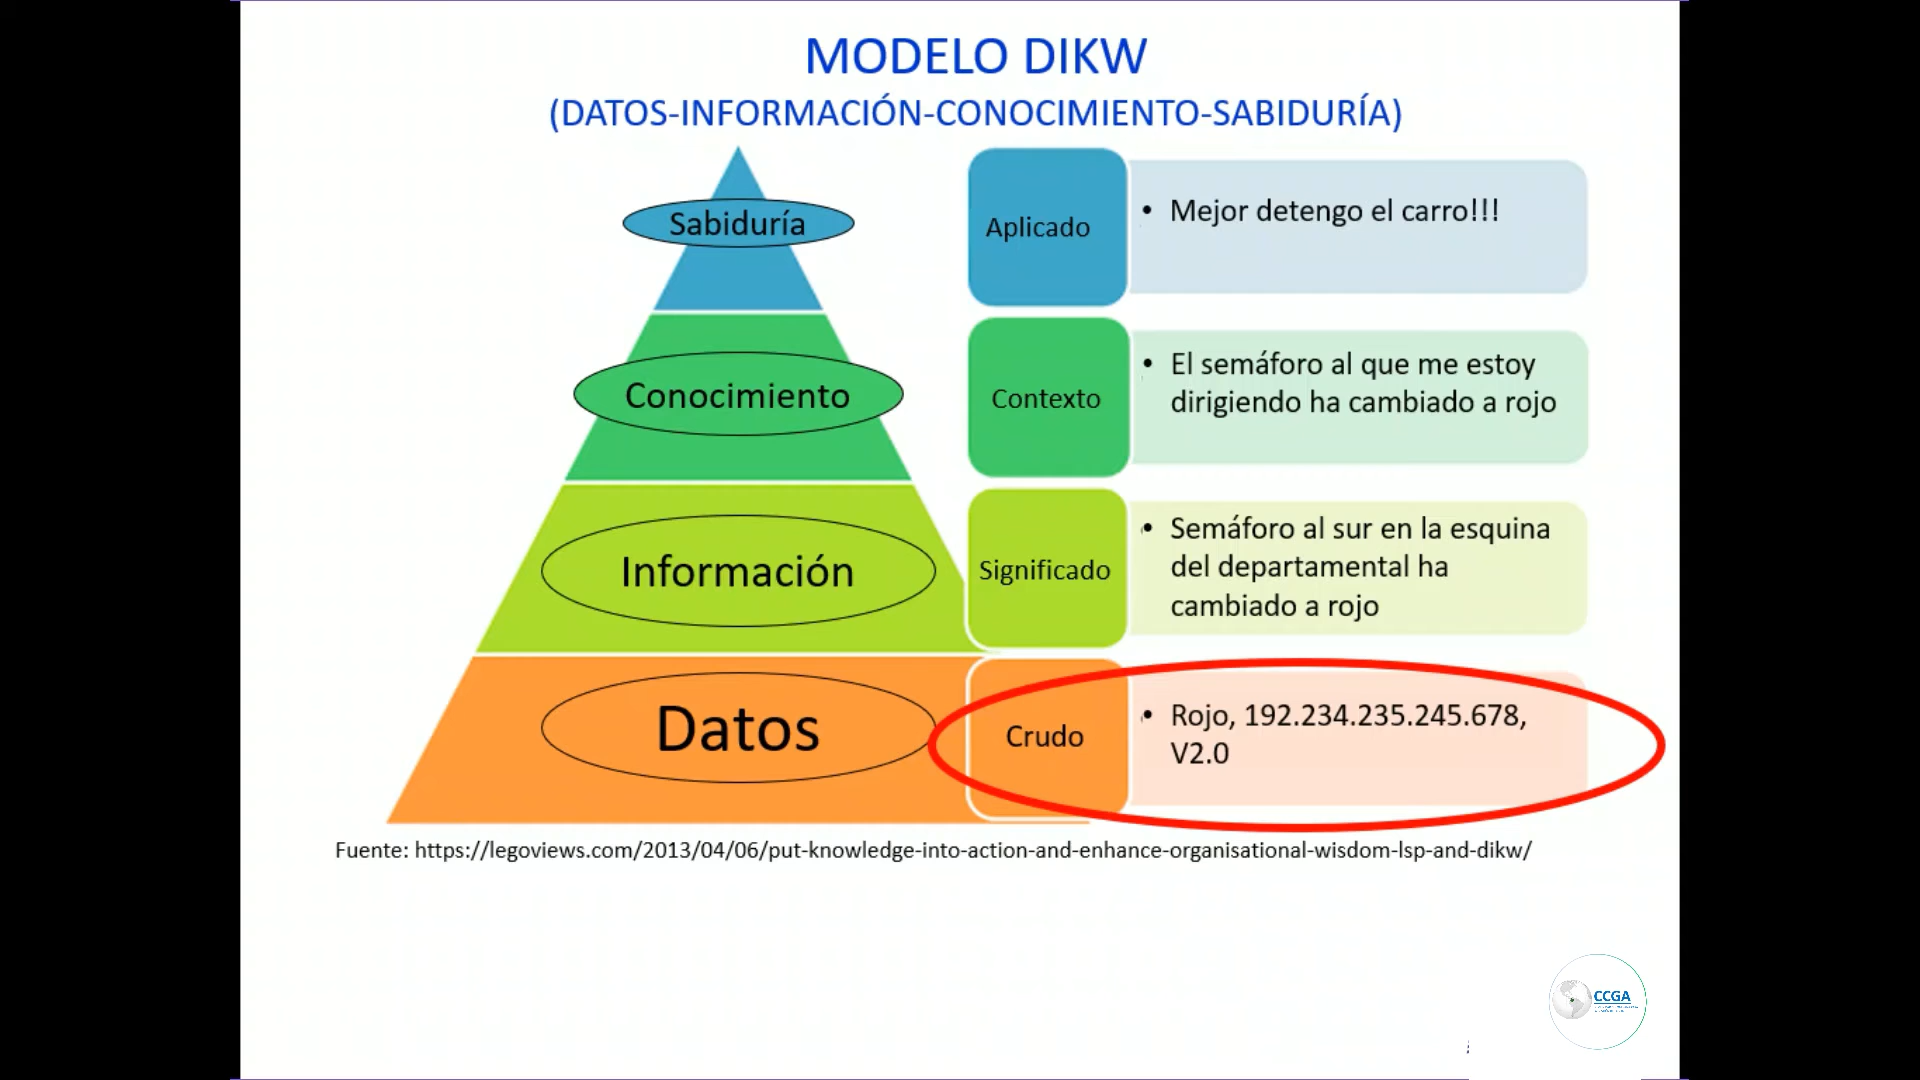 MODELO DIKW
(DATOS-INFORMACIÓN-CONOCIMIENTO-SABIDURÍA)
Sabiduría
Aplicado
• Mejor detengo el carro!!!
Conocimiento
Contexto
• El semáforo al que me estoy
dirigiendo ha cambiado a rojo
Información
Significado
• Semáforo al sur en la esquina
del departamental ha
cambiado a rojo
Datos
Crudo
• Rojo, 192.234.235.245.678,
V2.0
Fuente: https://legoviews.com/2013/04/06/put-knowledge-into-action-and-enhance-organisational-wisdom-lsp-and-dikw/
CCGA